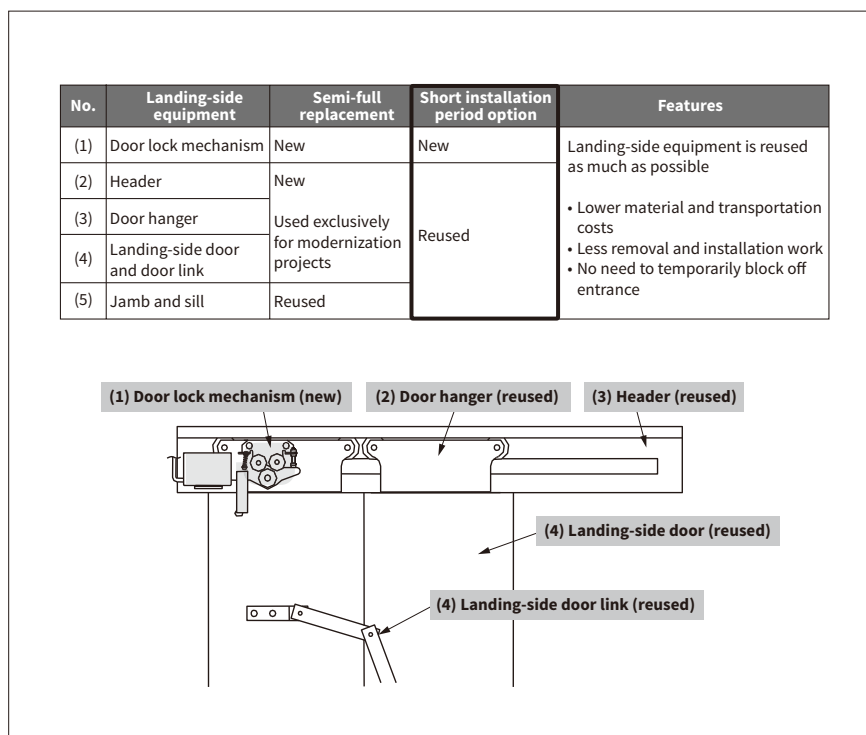 No.
Landing-side
equipment
Semi-full
replacement
Short installation
period option
Features
(1)
Door lock mechanism
New
New
Landing-side equipment is reused
as much as possible
• Lower material and transportation
costs
• Less removal and installation work
• No need to temporarily block off
entrance
(2)
Header
New
Used exclusively
for modernization
projects
Reused
(3)
Door hanger
(4)
Landing-side door
and door link
(5)
Jamb and sill
Reused
(1) Door lock mechanism (new)
(2) Door hanger (reused)
(3) Header (reused)
(4) Landing-side door (reused)
(4) Landing-side door link (reused)